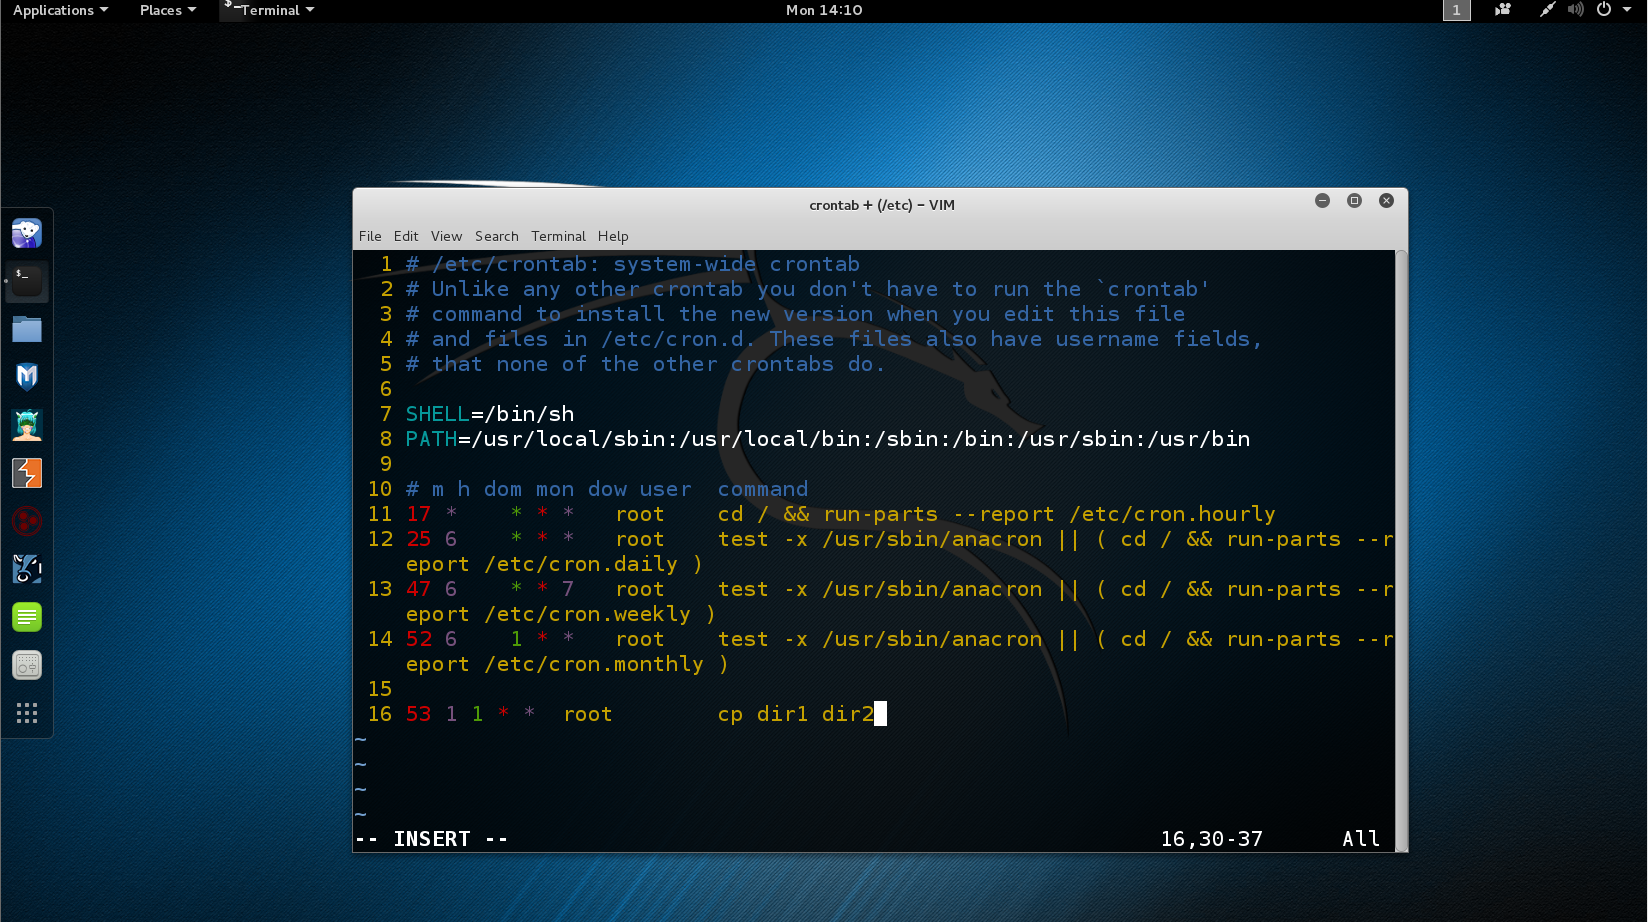 Applications Places Terminal Mon 14:10 1
crontab + (/etc) - VIM
File Edit View Search Terminal Help
1 # /etc/crontab: system-wide crontab
2 # Unlike any other crontab you don't have to run the `crontab'
3 # command to install the new version when you edit this file
4 # and files in /etc/cron.d. These files also have username fields,
5 # that none of the other crontabs do.
6
7 SHELL=/bin/sh
8 PATH=/usr/local/sbin:/usr/local/bin:/sbin:/bin:/usr/sbin:/usr/bin
9
10 # m h dom mon dow user  command
11 17 *    * * *   root    cd / && run-parts --report /etc/cron.hourly
12 25 6    * * *   root    test -x /usr/sbin/anacron || ( cd / && run-parts --r
eport /etc/cron.daily )
13 47 6    * * 7   root    test -x /usr/sbin/anacron || ( cd / && run-parts --r
eport /etc/cron.weekly )
14 52 6    1 * *   root    test -x /usr/sbin/anacron || ( cd / && run-parts --r
eport /etc/cron.monthly )
15
16 53 1 1 * *  root        cp dir1 dir2
~
~
~
~
-- INSERT -- 16,30-37 All